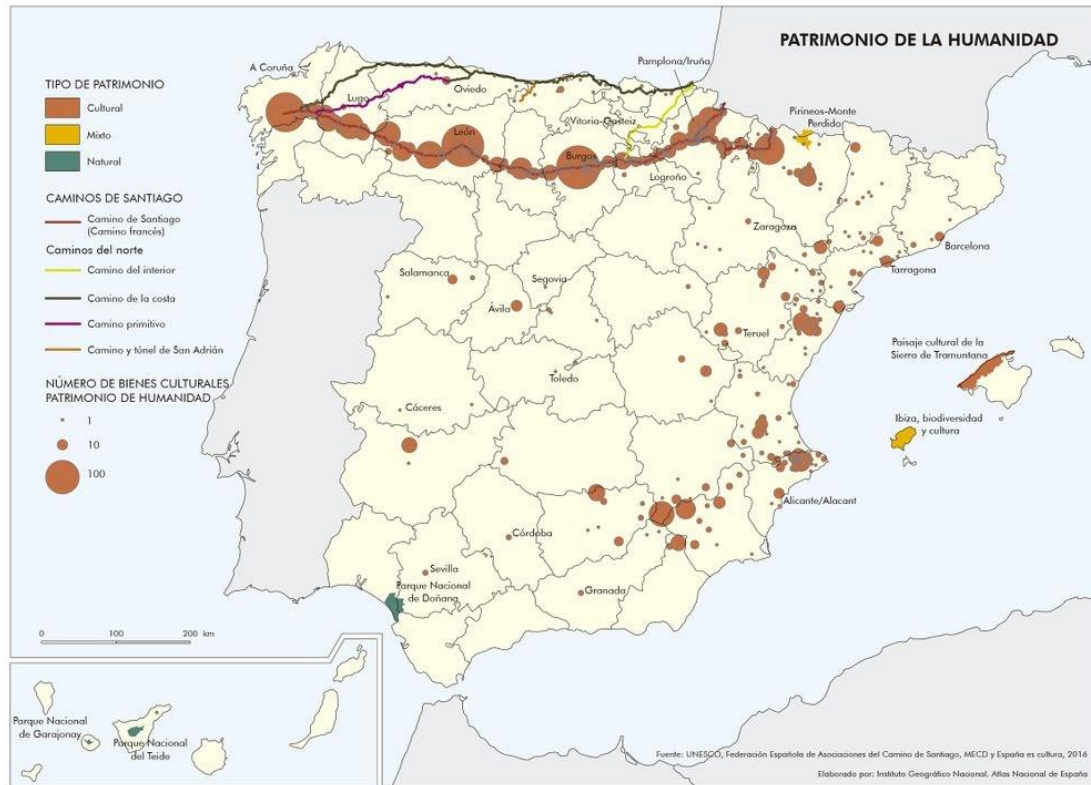 PATRIMONIO DE LA HUMANIDAD
TIPO DE PATRIMONIO
Cultural
Mixto
Natural
CAMINOS DE SANTIAGO
Camino de Santiago
(Camino francés)
Caminos del norte
Camino del interior
Camino de la costa
Camino primitivo
Camino y túnel de San Adrián
NÚMERO DE BIENES CULTURALES
PATRIMONIO DE HUMANIDAD
1
10
100
A Coruña
Lugo
Oviedo
Pamplona/Iruña
Vitoria-Gasteiz
Pirineos-Monte
Perdido
León
Burgos
Logroño
Zaragoza
Barcelona
Tarragona
Salamanca
Segovia
Ávila
Teruel
Toledo
Cáceres
Paisaje cultural de la
Sierra de Tramuntana
Ibiza, biodiversidad
y cultura
Alicante/Alacant
Córdoba
Sevilla
Parque Nacional
de Doñana
Granada
0 100 200 km
Parque Nacional
de Garajonay
Parque Nacional
del Teide
Fuente: UNESCO, Federación Española de Asociaciones del Camino de Santiago, MECD y España es cultura, 2016
Elaborado por: Instituto Geográfico Nacional. Atlas Nacional de España